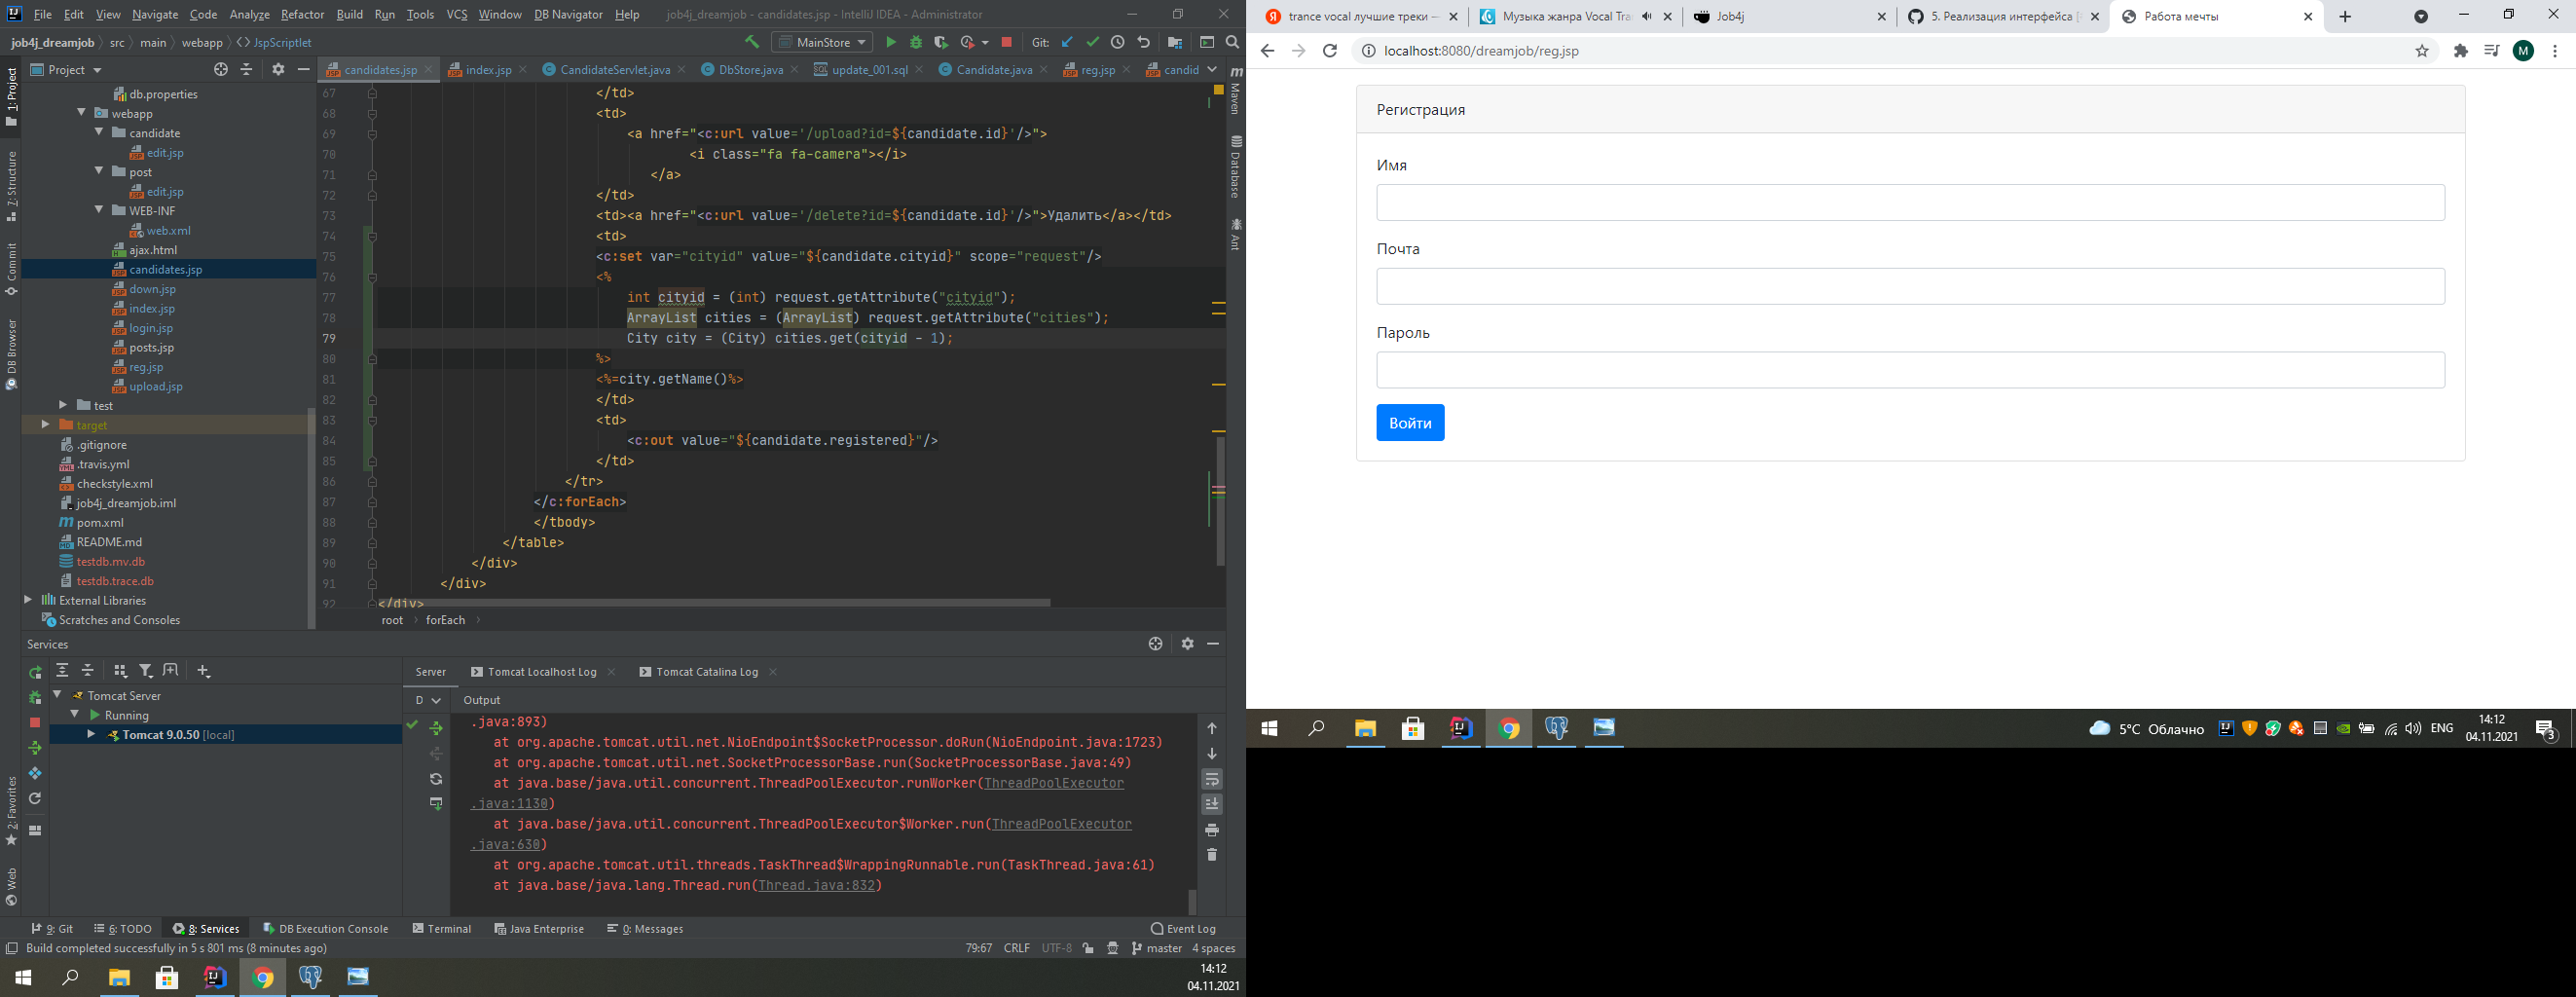 File Edit View Navigate Code Analyze Refactor Build Run Tools VCS Window DB Navigator Help job4j_dreamjob - candidates.jsp - IntelliJ IDEA - Administrator
job4j_dreamjob src main webapp JspScriptlet MainStore Git:
Project
candidates.jsp index.jsp CandidateServlet.java DbStore.java update_001.sql Candidate.java reg.jsp candid
db.properties
webapp
candidate
edit.jsp
post
edit.jsp
WEB-INF
web.xml
ajax.html
candidates.jsp
down.jsp
index.jsp
login.jsp
posts.jsp
reg.jsp
upload.jsp
test
target
.gitignore
.travis.yml
checkstyle.xml
job4j_dreamjob.iml
pom.xml
README.md
testdb.mv.db
testdb.trace.db
External Libraries
Scratches and Consoles
1: Project
7: Structure
Commit
DB Browser
2: Favorites
Web
67 </td>
68 <td>
69 <a href="<c:url value='/upload?id=${candidate.id}'/>">
70 <i class="fa fa-camera"></i>
71 </a>
72 </td>
73 <td><a href="<c:url value='/delete?id=${candidate.id}'/>">Удалить</a></td>
74 <td>
75 <c:set var="cityid" value="${candidate.cityid}" scope="request"/>
76 <%
77 int cityid = (int) request.getAttribute("cityid");
78 ArrayList cities = (ArrayList) request.getAttribute("cities");
79 City city = (City) cities.get(cityid - 1);
80 %>
81 <%=city.getName()%>
82 </td>
83 <td>
84 <c:out value="${candidate.registered}"/>
85 </td>
86 </tr>
87 </c:forEach>
88 </tbody>
89 </table>
90 </div>
91 </div>
92 </div>
root forEach
Maven
Database
Ant
Services
Tomcat Server
Running
Tomcat 9.0.50 [local]
Server Tomcat Localhost Log Tomcat Catalina Log
D Output
.java:893)
at org.apache.tomcat.util.net.NioEndpoint$SocketProcessor.doRun(NioEndpoint.java:1723)
at org.apache.tomcat.util.net.SocketProcessorBase.run(SocketProcessorBase.java:49)
at java.base/java.util.concurrent.ThreadPoolExecutor.runWorker(ThreadPoolExecutor
.java:1130)
at java.base/java.util.concurrent.ThreadPoolExecutor$Worker.run(ThreadPoolExecutor
.java:630)
at org.apache.tomcat.util.threads.TaskThread$WrappingRunnable.run(TaskThread.java:61)
at java.base/java.lang.Thread.run(Thread.java:832)
9: Git 6: TODO 8: Services DB Execution Console Terminal Java Enterprise 0: Messages Event Log
Build completed successfully in 5 s 801 ms (8 minutes ago) 79:67 CRLF UTF-8 master 4 spaces
14:12
04.11.2021
trance vocal лучшие треки Музыка жанра Vocal Tra Job4j 5. Реализация интерфейса Работа мечты
localhost:8080/dreamjob/reg.jsp
M
Регистрация
Имя
Почта
Пароль
Войти
5°C Облачно ENG 14:12
04.11.2021
3